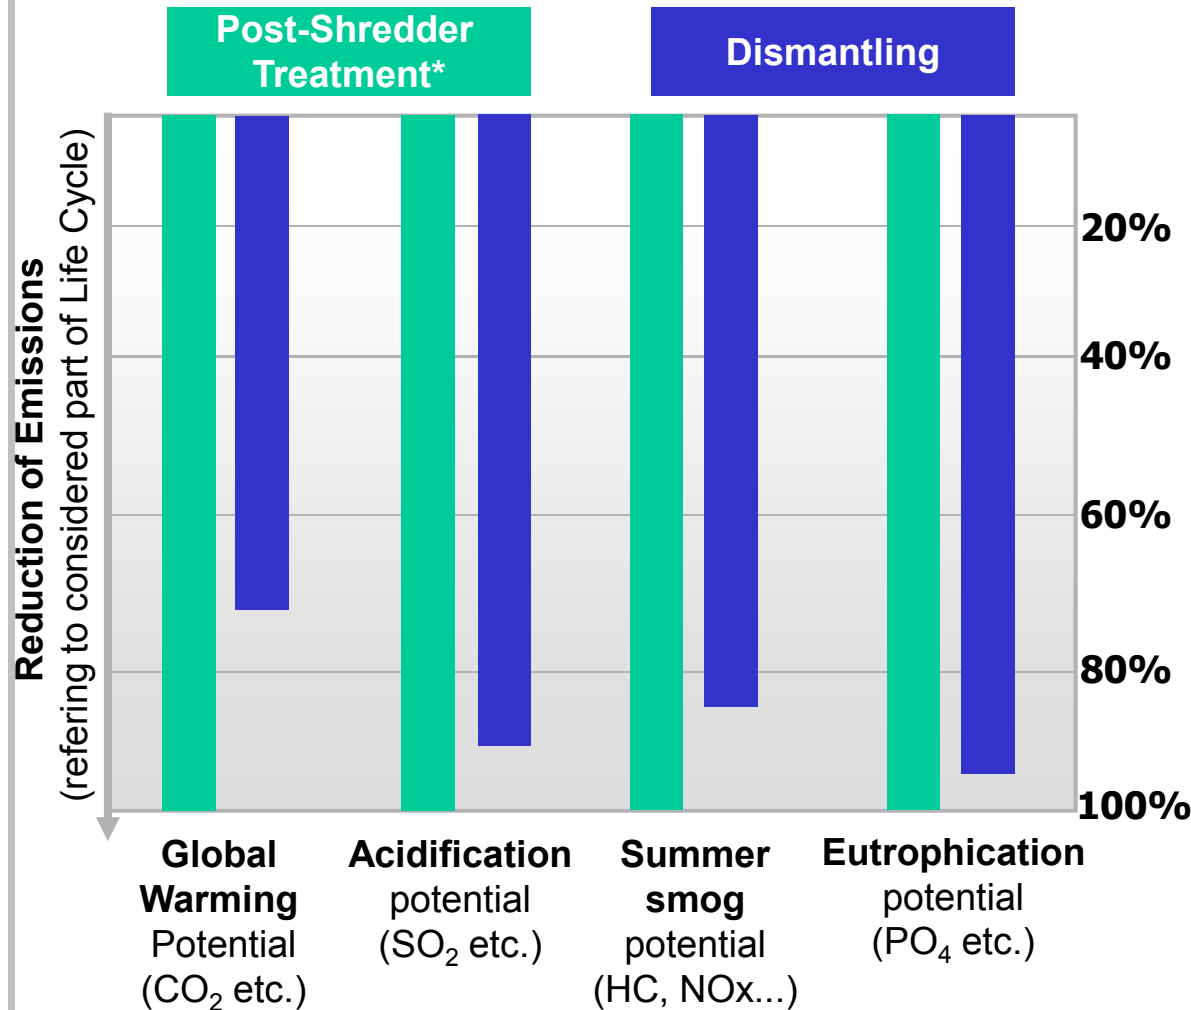 Post-Shredder
Treatment*
Dismantling
Reduction of Emissions
(refering to considered part of Life Cycle)
20%
40%
60%
80%
100%
Global
Warming
Potential
(CO₂ etc.)
Acidification
potential
(SO₂ etc.)
Summer
smog
potential
(HC, NOx...)
Eutrophication
potential
(PO₄ etc.)